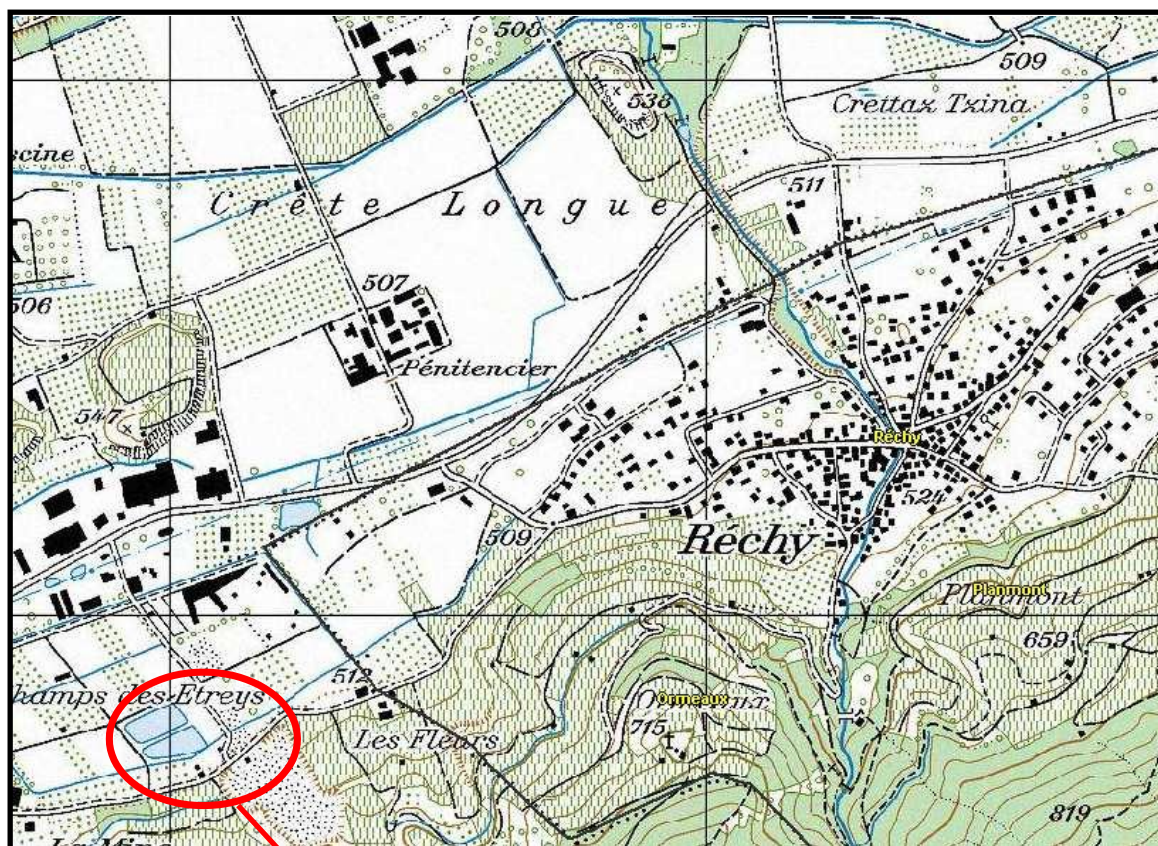 508
509
538
Creittax Txina
scine
511
Crête Longue
507
506
Pénitencier
547
Réchy
524
509
Réchy
Planmont
Planmont
659
hamps des Etreys
512
Ormeaux
715
Les Fleurs
819